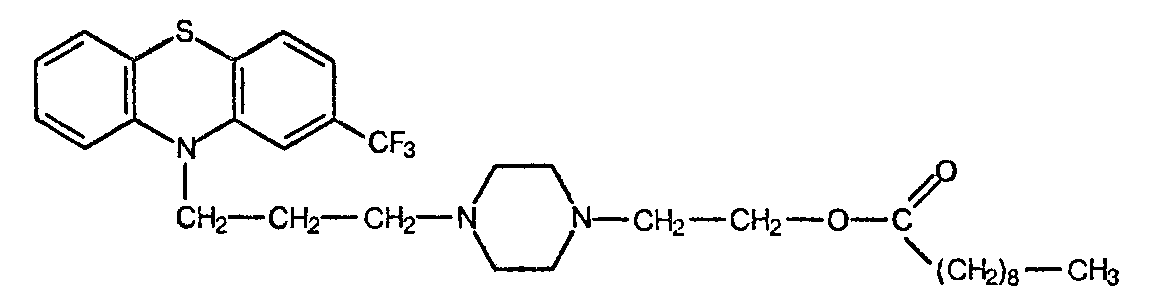 S
N
CF₃
O
CH₂—CH₂—CH₂—N
N—CH₂—CH₂—O—C
(CH₂)₈—CH₃